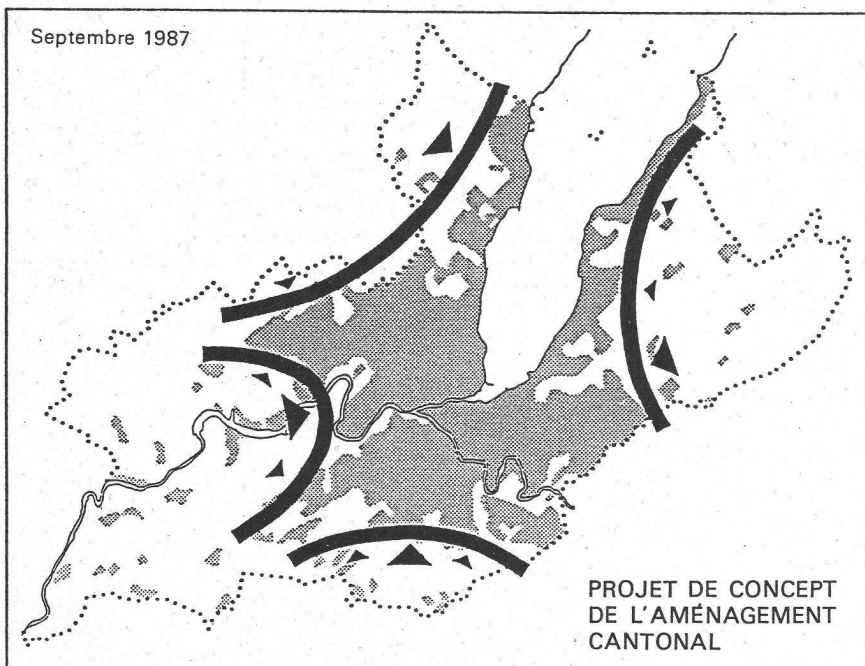 Septembre 1987
PROJET DE CONCEPT
DE L'AMÉNAGEMENT
CANTONAL